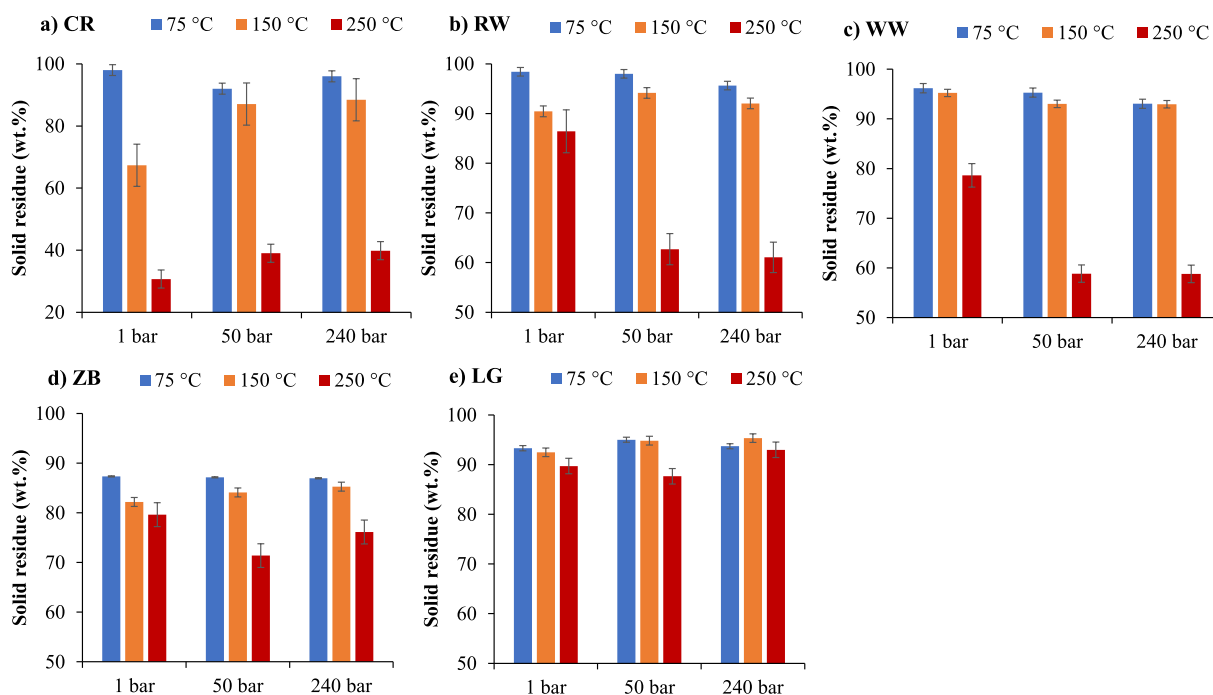 a) CR 75 °C 150 °C 250 °C
Solid residue (wt.%)
100
80
60
40
20
1 bar 50 bar 240 bar
b) RW 75 °C 150 °C 250 °C
Solid residue (wt.%)
100
90
80
70
60
50
1 bar 50 bar 240 bar
c) WW 75 °C 150 °C 250 °C
Solid residue (wt.%)
100
90
80
70
60
50
1 bar 50 bar 240 bar
d) ZB 75 °C 150 °C 250 °C
Solid residue (wt.%)
100
90
80
70
60
50
1 bar 50 bar 240 bar
e) LG 75 °C 150 °C 250 °C
Solid residue (wt.%)
100
90
80
70
60
50
1 bar 50 bar 240 bar